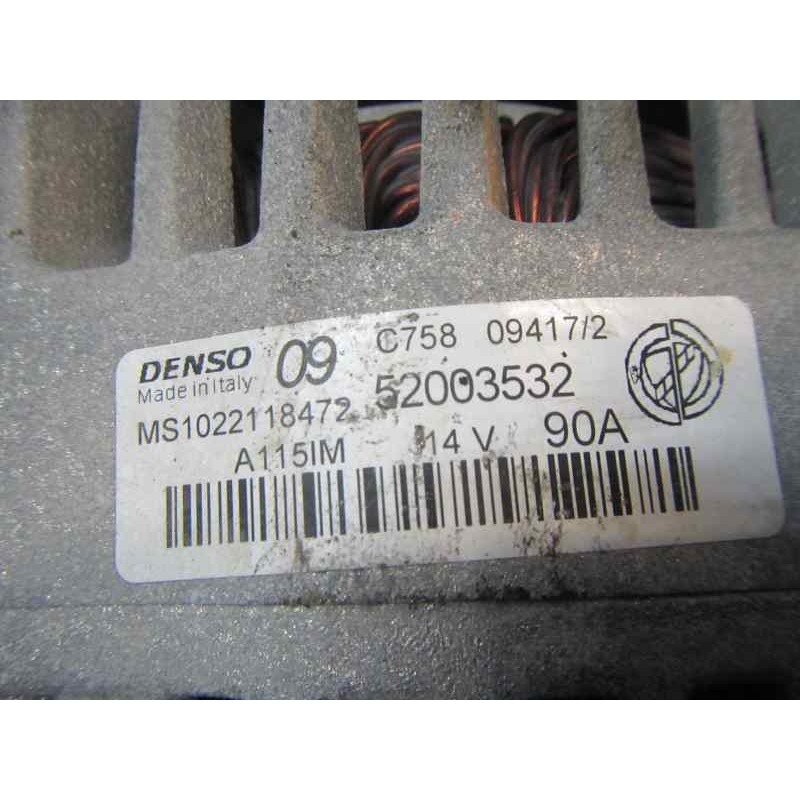 DENSO 09 C758 09417/2
Made in Italy 52003532
MS1022118472
A115IM 14 V 90A